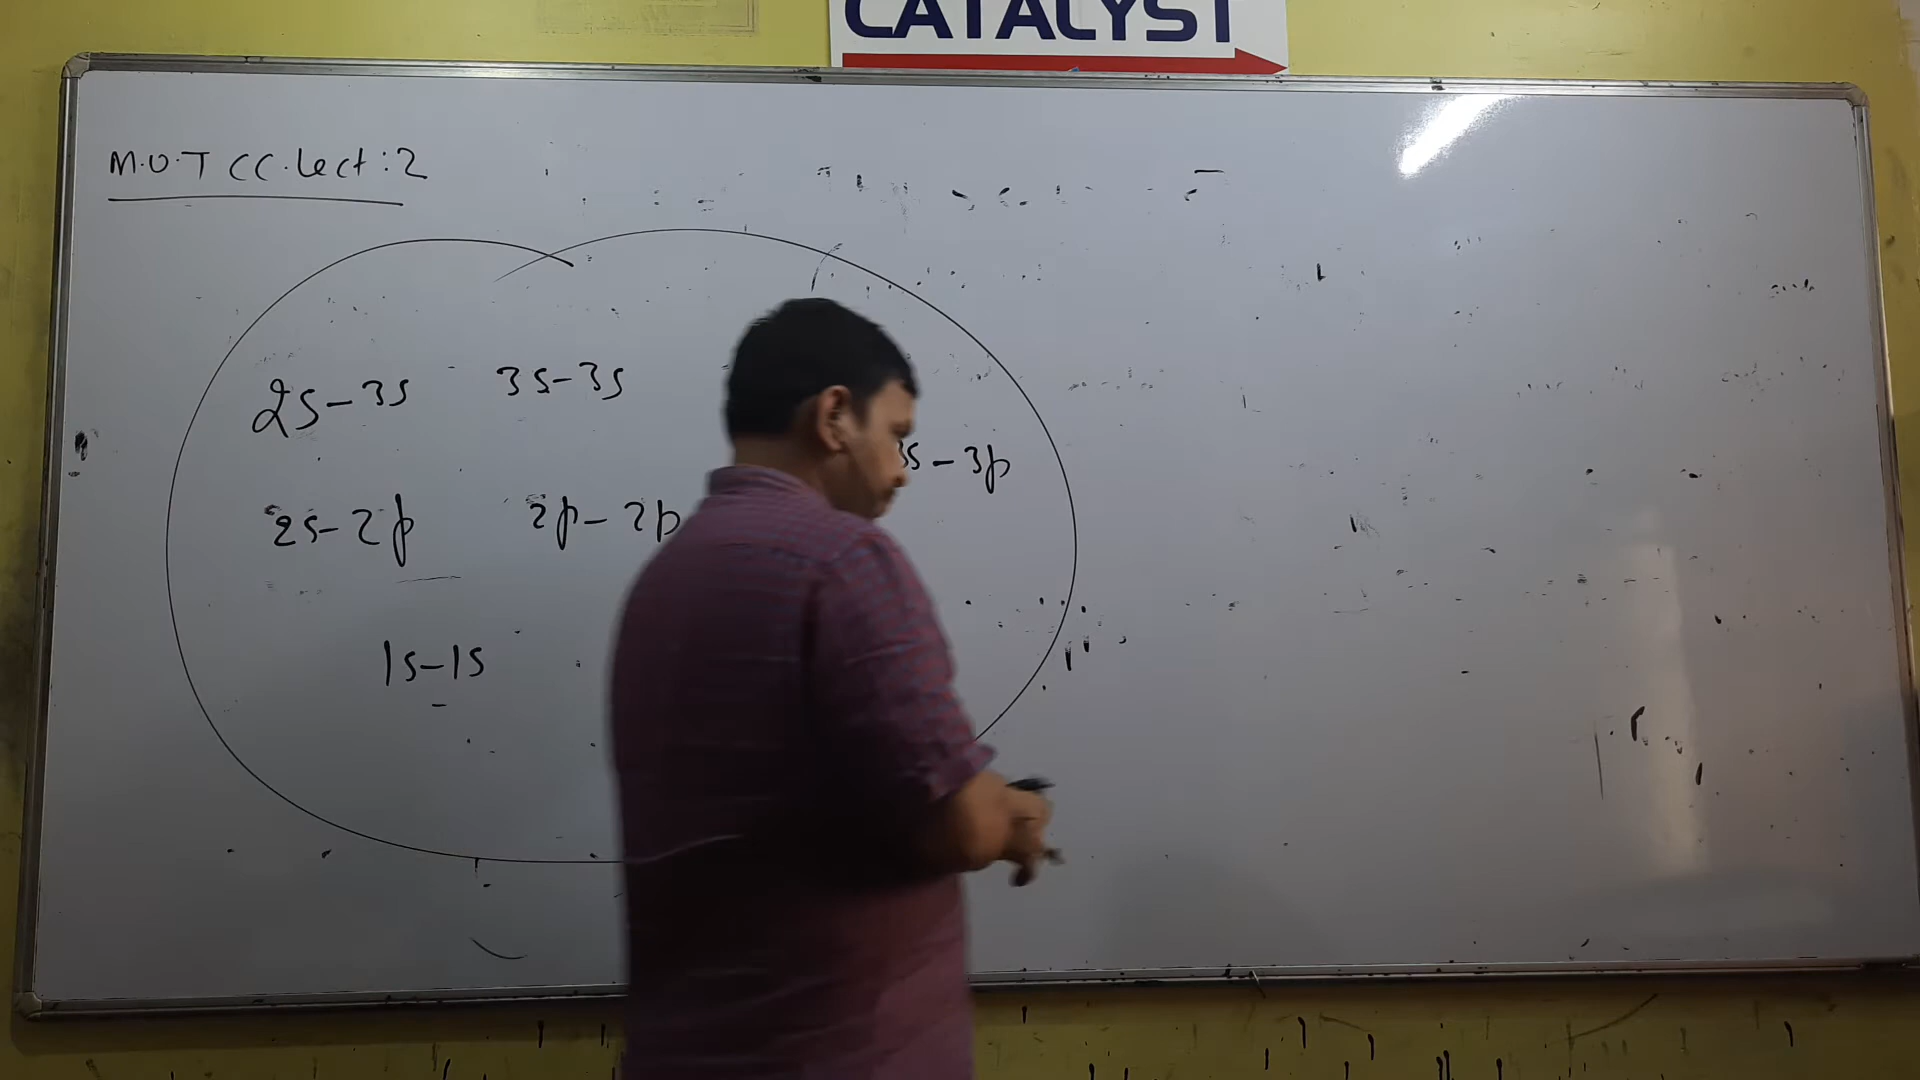 CATALYST
M.O.T CC.Lect:2
2s-3s 3s-3s
3s-3p
2s-2p 2p-2p
1s-1s